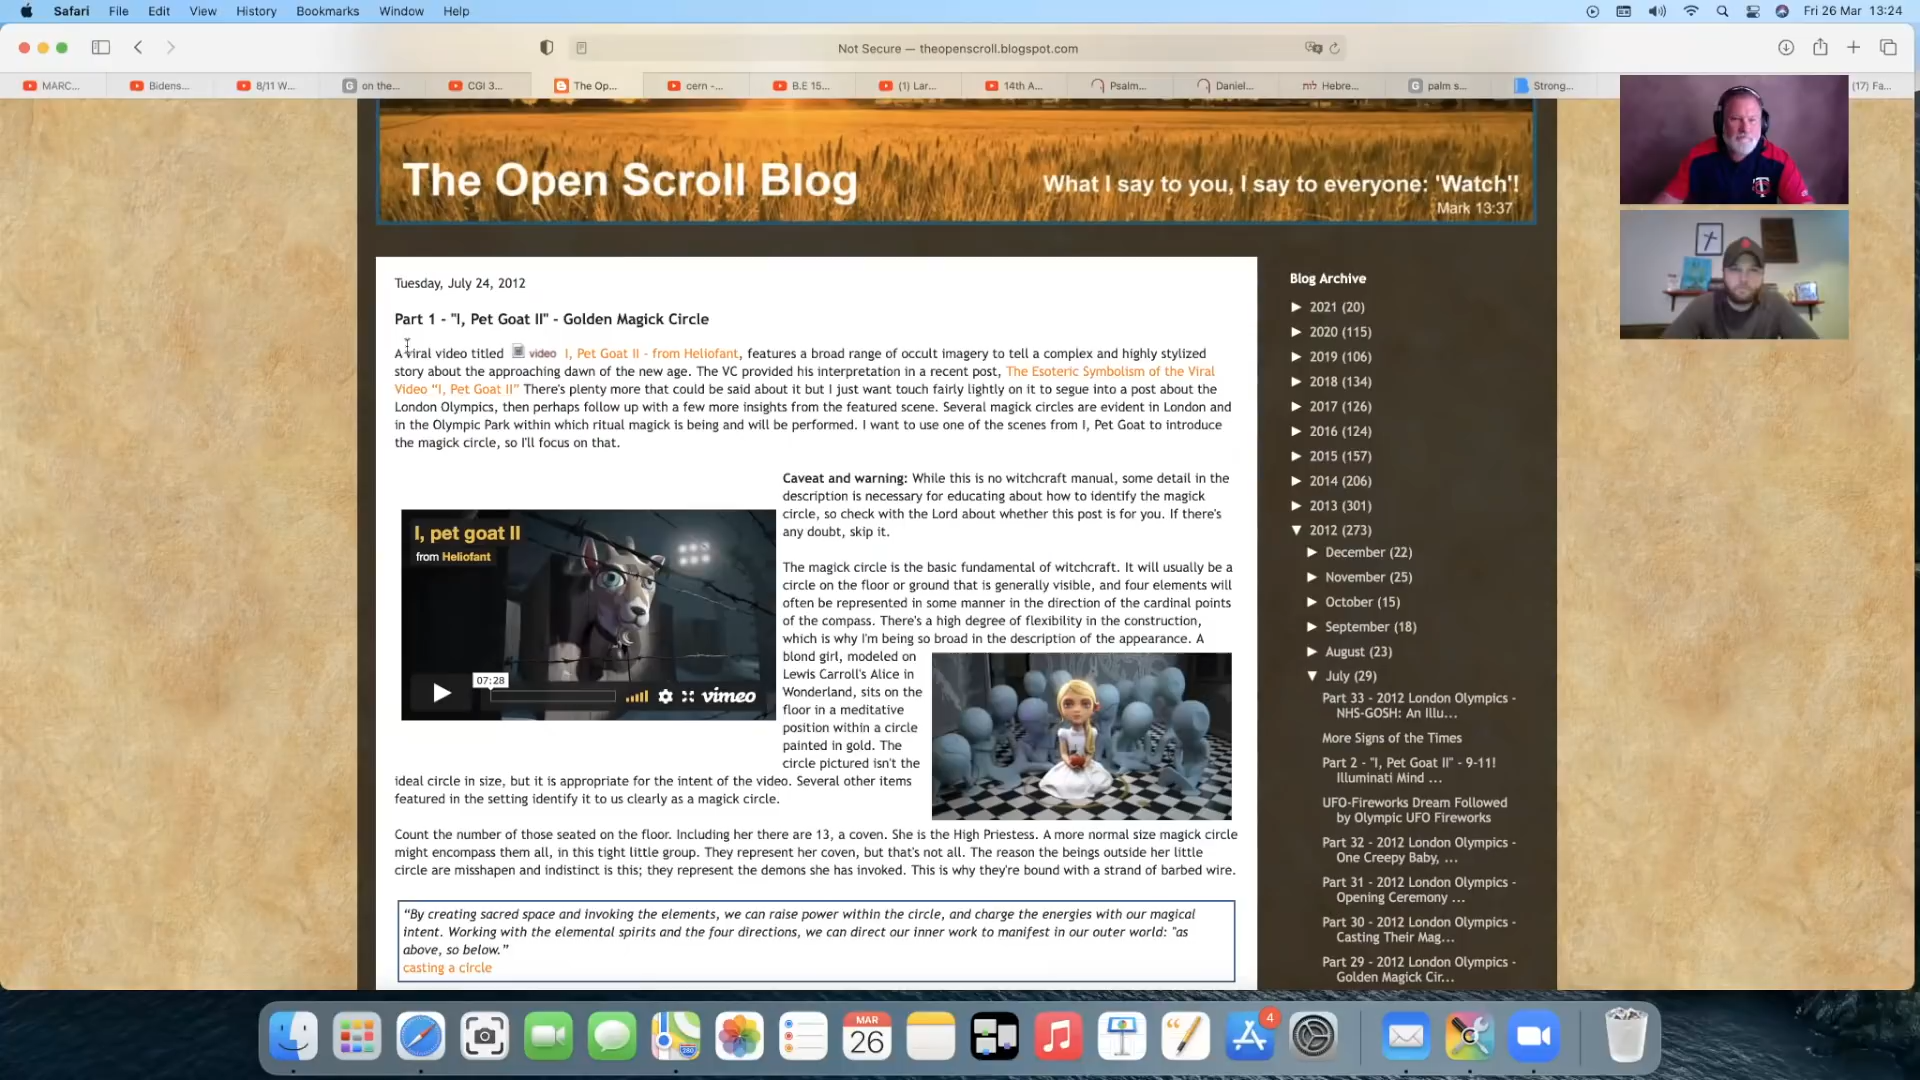 Safari File Edit View History Bookmarks Window Help
Fri 26 Mar 13:24
Not Secure — theopenscroll.blogspot.com
MARC... Bidens... 8/11 W... on the... CGI 3... The Op... cern -... B.E 15... (1) Lar... 14th A... Psalm... Daniel... Hebre... palm s... Strong... (17) Fa...
The Open Scroll Blog
What I say to you, I say to everyone: 'Watch'!
Mark 13:37
Tuesday, July 24, 2012
Part 1 - "I, Pet Goat II" - Golden Magick Circle
A viral video titled video I, Pet Goat II - from Heliofant, features a broad range of occult imagery to tell a complex and highly stylized
story about the approaching dawn of the new age. The VC provided his interpretation in a recent post, The Esoteric Symbolism of the Viral
Video “I, Pet Goat II” There's plenty more that could be said about it but I just want touch fairly lightly on it to segue into a post about the
London Olympics, then perhaps follow up with a few more insights from the featured scene. Several magick circles are evident in London and
in the Olympic Park within which ritual magick is being and will be performed. I want to use one of the scenes from I, Pet Goat to introduce
the magick circle, so I'll focus on that.
I, pet goat II
from Heliofant
07:28
vimeo
Caveat and warning: While this is no witchcraft manual, some detail in the
description is necessary for educating about how to identify the magick
circle, so check with the Lord about whether this post is for you. If there's
any doubt, skip it.
The magick circle is the basic fundamental of witchcraft. It will usually be a
circle on the floor or ground that is generally visible, and four elements will
often be represented in some manner in the direction of the cardinal points
of the compass. There's a high degree of flexibility in the construction,
which is why I'm being so broad in the description of the appearance. A
blond girl, modeled on
Lewis Carroll's Alice in
Wonderland, sits on the
floor in a meditative
position within a circle
painted in gold. The
circle pictured isn't the
ideal circle in size, but it is appropriate for the intent of the video. Several other items
featured in the setting identify it to us clearly as a magick circle.
Count the number of those seated on the floor. Including her there are 13, a coven. She is the High Priestess. A more normal size magick circle
might encompass them all, in this tight little group. They represent her coven, but that's not all. The reason the beings outside her little
circle are misshapen and indistinct is this; they represent the demons she has invoked. This is why they're bound with a strand of barbed wire.
“By creating sacred space and invoking the elements, we can raise power within the circle, and charge the energies with our magical
intent. Working with the elemental spirits and the four directions, we can direct our inner work to manifest in our outer world: "as
above, so below.”
casting a circle
Blog Archive
► 2021 (20)
► 2020 (115)
► 2019 (106)
► 2018 (134)
► 2017 (126)
► 2016 (124)
► 2015 (157)
► 2014 (206)
► 2013 (301)
▼ 2012 (273)
► December (22)
► November (25)
► October (15)
► September (18)
► August (23)
▼ July (29)
Part 33 - 2012 London Olympics -
NHS-GOSH: An Illu...
More Signs of the Times
Part 2 - "I, Pet Goat II" - 9-11!
Illuminati Mind ...
UFO-Fireworks Dream Followed
by Olympic UFO Fireworks
Part 32 - 2012 London Olympics -
One Creepy Baby, ...
Part 31 - 2012 London Olympics -
Opening Ceremony ...
Part 30 - 2012 London Olympics -
Casting Their Mag...
Part 29 - 2012 London Olympics -
Golden Magick Cir...
MAR
26
4